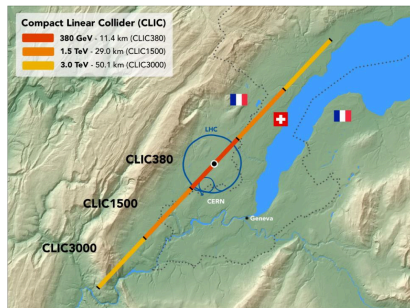 Compact Linear Collider (CLIC)
380 GeV - 11.4 km (CLIC380)
1.5 TeV - 29.0 km (CLIC1500)
3.0 TeV - 50.1 km (CLIC3000)
LHC
CLIC380
CERN
CLIC1500
Geneva
CLIC3000